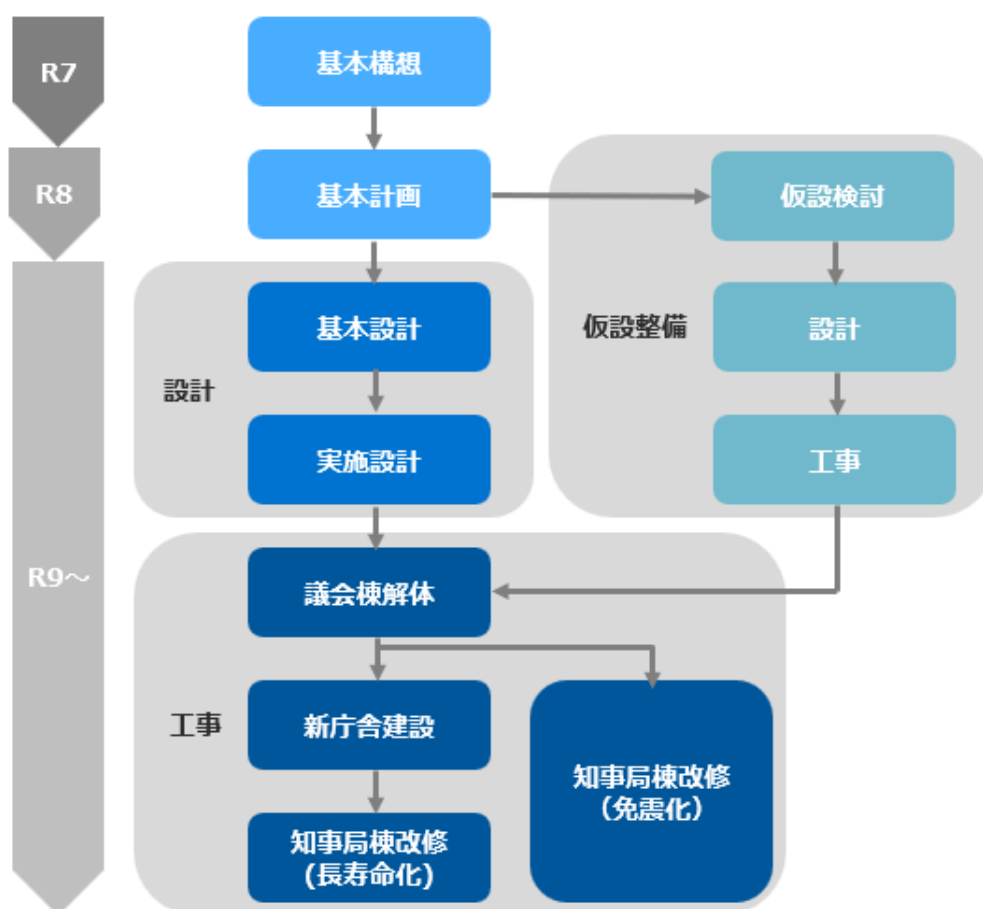 R7
基本構想
R8
基本計画
仮設検討
基本設計
仮設整備
設計
設計
実施設計
工事
R9～
議会棟解体
工事
新庁舎建設
知事局棟改修
（免震化）
知事局棟改修
(長寿命化)